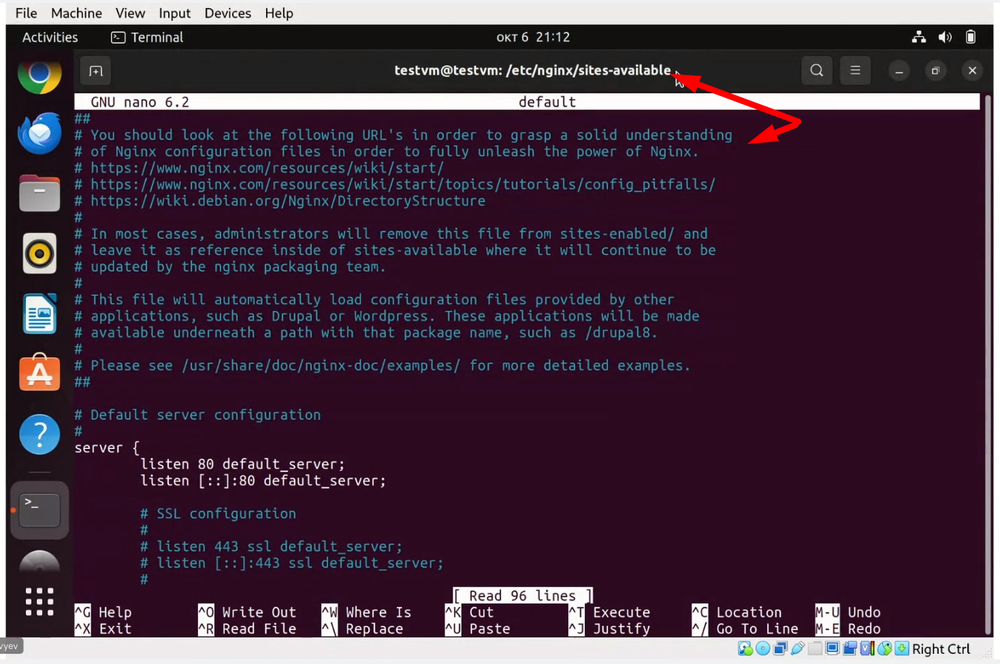 File Machine View Input Devices Help
Activities Terminal окт 6 21:12
testvm@testvm: /etc/nginx/sites-available
GNU nano 6.2 default
##
# You should look at the following URL's in order to grasp a solid understanding
# of Nginx configuration files in order to fully unleash the power of Nginx.
# https://www.nginx.com/resources/wiki/start/
# https://www.nginx.com/resources/wiki/start/topics/tutorials/config_pitfalls/
# https://wiki.debian.org/Nginx/DirectoryStructure
#
# In most cases, administrators will remove this file from sites-enabled/ and
# leave it as reference inside of sites-available where it will continue to be
# updated by the nginx packaging team.
#
# This file will automatically load configuration files provided by other
# applications, such as Drupal or Wordpress. These applications will be made
# available underneath a path with that package name, such as /drupal8.
#
# Please see /usr/share/doc/nginx-doc/examples/ for more detailed examples.
##
# Default server configuration
#
server {
listen 80 default_server;
listen [::]:80 default_server;
# SSL configuration
#
# listen 443 ssl default_server;
# listen [::]:443 ssl default_server;
#
[ Read 96 lines ]
^G Help ^O Write Out ^W Where Is ^K Cut ^T Execute ^C Location M-U Undo
^X Exit ^R Read File ^\ Replace ^U Paste ^J Justify ^/ Go To Line M-E Redo
vyev
Right Ctrl